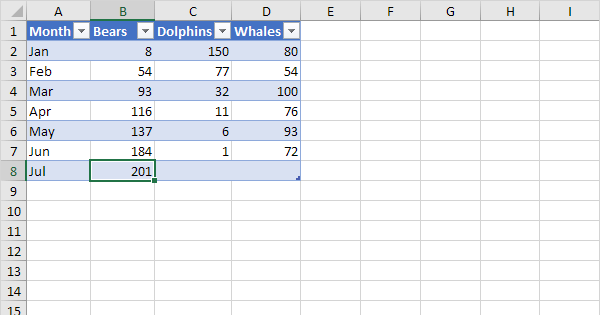 A B C D E F G H I
1 Month Bears Dolphins Whales
2 Jan 8 150 80
3 Feb 54 77 54
4 Mar 93 32 100
5 Apr 116 11 76
6 May 137 6 93
7 Jun 184 1 72
8 Jul 201
9
10
11
12
13
14
15